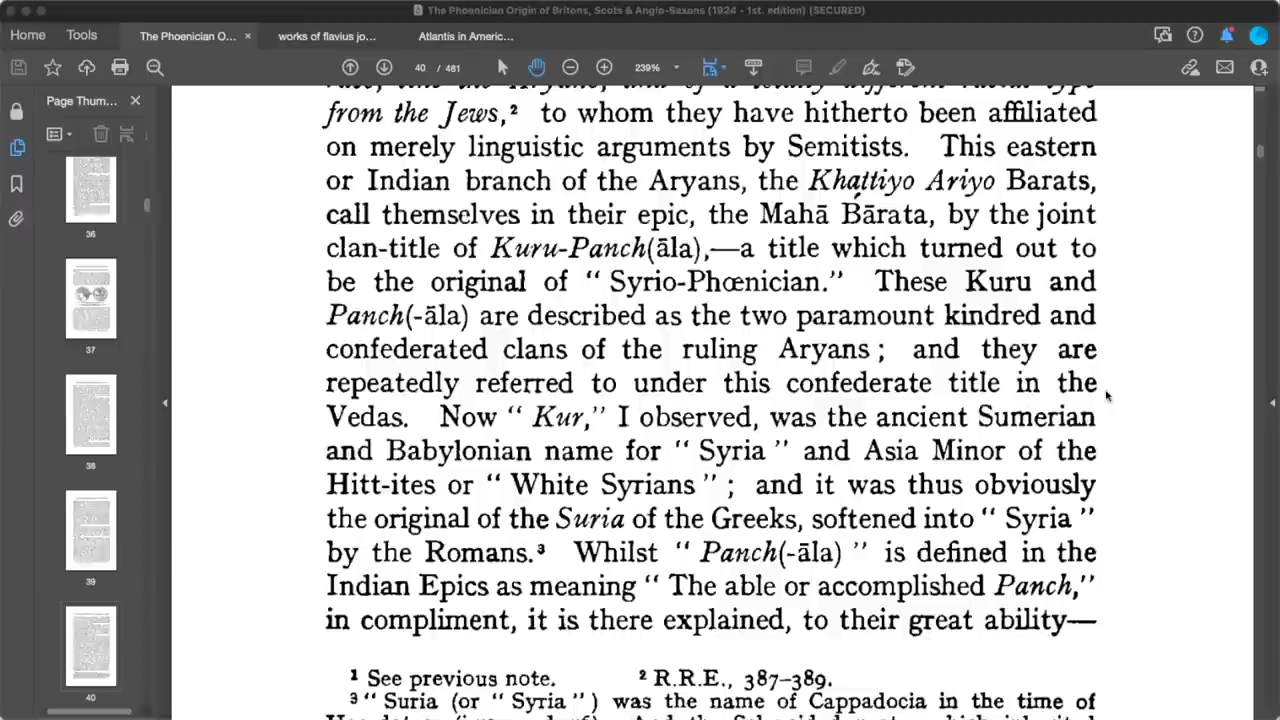 The Phoenician Origin of Britons, Scots & Anglo-Saxons (1924 - 1st. edition) (SECURED)
Home Tools The Phoenician O... × works of flavius jo... Atlantis in Americ...
40 / 481 239%
Page Thum... ×
from the Jews,² to whom they have hitherto been affiliated
on merely linguistic arguments by Semitists. This eastern
or Indian branch of the Aryans, the Khāttiyo Ariyo Barats,
call themselves in their epic, the Mahā Bārata, by the joint
clan-title of Kuru-Panch(āla),—a title which turned out to
be the original of “ Syrio-Phœnician.” These Kuru and
Panch(-āla) are described as the two paramount kindred and
confederated clans of the ruling Aryans ; and they are
repeatedly referred to under this confederate title in the
Vedas. Now “ Kur,” I observed, was the ancient Sumerian
and Babylonian name for “ Syria ” and Asia Minor of the
Hitt-ites or “ White Syrians ” ; and it was thus obviously
the original of the Suria of the Greeks, softened into “ Syria ”
by the Romans.³ Whilst “ Panch(-āla) ” is defined in the
Indian Epics as meaning “ The able or accomplished Panch,”
in compliment, it is there explained, to their great ability—
¹ See previous note. ² R.R.E., 387–389.
³ “ Suria (or “ Syria ”) was the name of Cappadocia in the time of
36
37
38
39
40